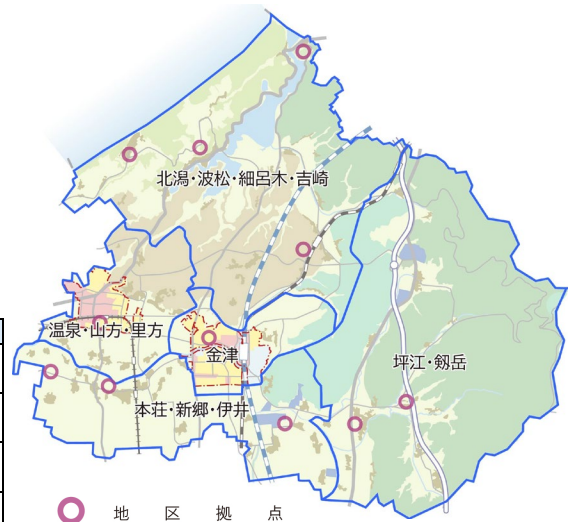 北潟・波松・細呂木・吉崎
温泉・山方・里方
金津
坪江・剱岳
本荘・新郷・伊井
地区拠点